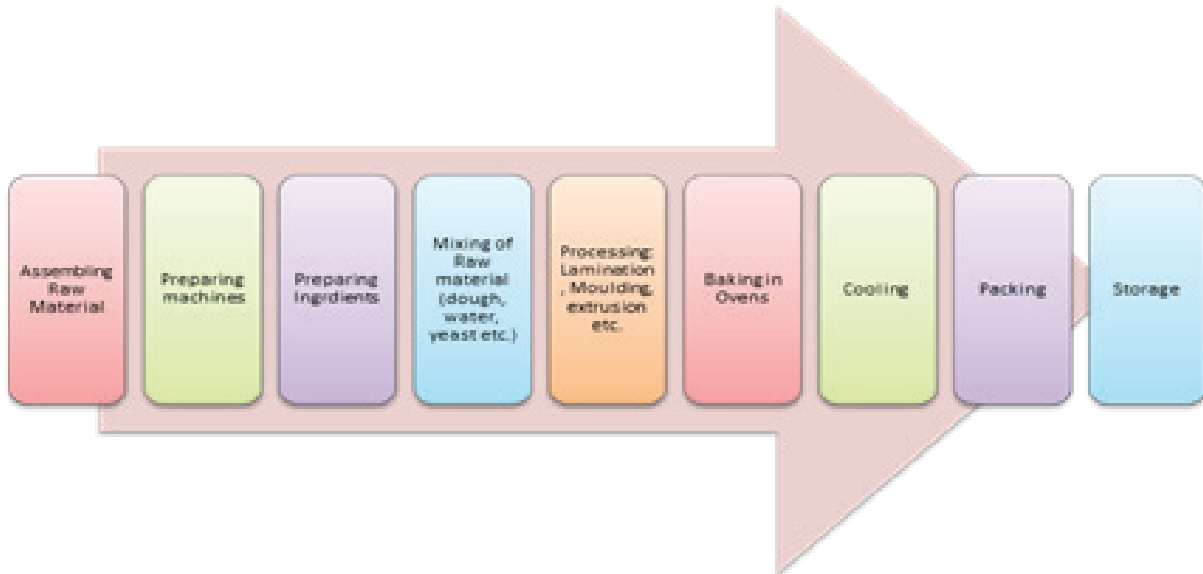 Assembling
Raw
Material
Preparing
machines
Preparing
Ingrdients
Mixing of
Raw
material
(dough,
water,
yeast etc.)
Processing:
Lamination
, Moulding,
extrusion
etc.
Baking in
Ovens
Cooling
Packing
Storage